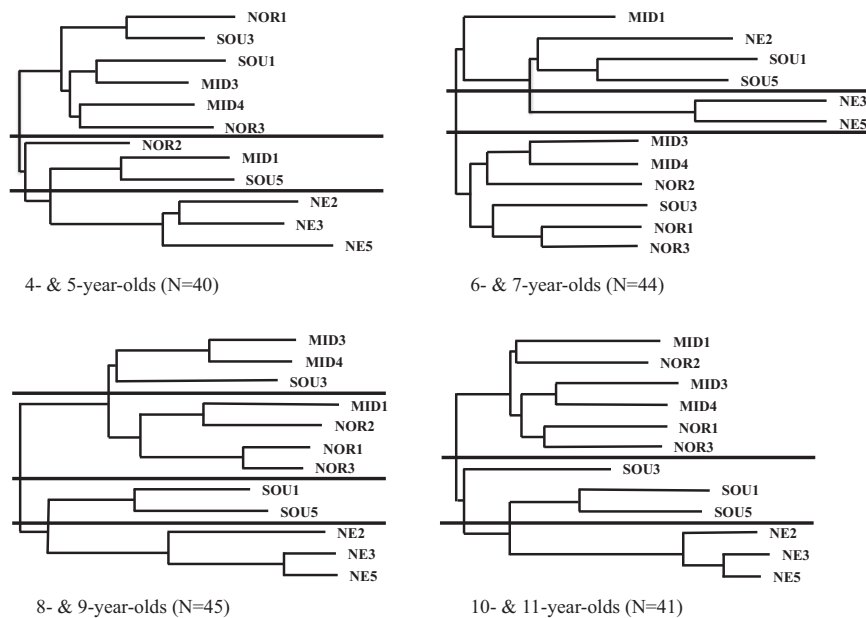 NOR1
SOU3
SOU1
MID3
MID4
NOR3
NOR2
MID1
SOU5
NE2
NE3
NE5
4- & 5-year-olds (N=40)
MID1
NE2
SOU1
SOU5
NE3
NE5
MID3
MID4
NOR2
SOU3
NOR1
NOR3
6- & 7-year-olds (N=44)
MID3
MID4
SOU3
MID1
NOR2
NOR1
NOR3
SOU1
SOU5
NE2
NE3
NE5
8- & 9-year-olds (N=45)
MID1
NOR2
MID3
MID4
NOR1
NOR3
SOU3
SOU1
SOU5
NE2
NE3
NE5
10- & 11-year-olds (N=41)